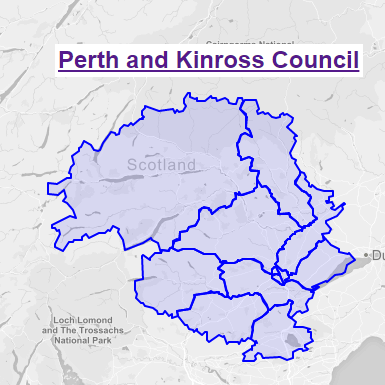 Cairngorms National
Perth and Kinross Council
Scotland
Du
Loch Lomond
and The Trossachs
National Park